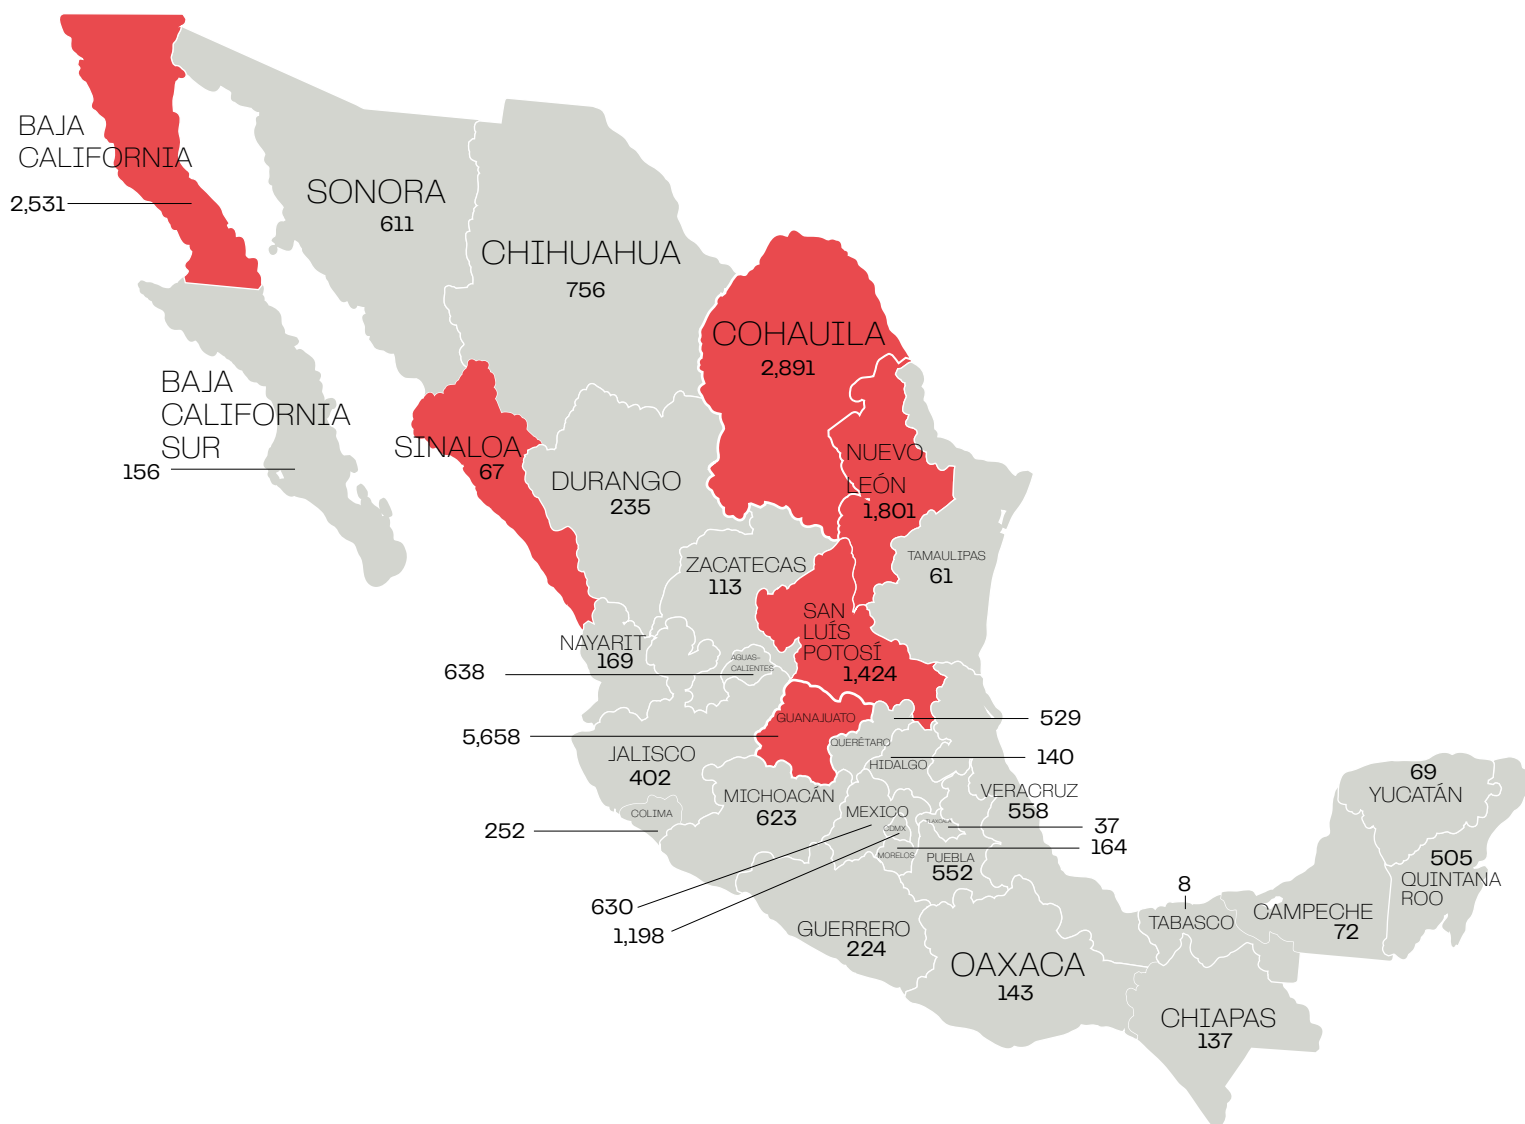 BAJA
CALIFORNIA
2,531
SONORA
611
CHIHUAHUA
756
COHAUILA
2,891
BAJA
CALIFORNIA
SUR
156
SINALOA
67
DURANGO
235
NUEVO
LEÓN
1,801
ZACATECAS
113
TAMAULIPAS
61
SAN
LUÍS
POTOSÍ
1,424
NAYARIT
169
AGUAS-
CALIENTES
638
GUANAJUATO
5,658
529
QUERÉTARO
140
HIDALGO
JALISCO
402
MICHOACÁN
623
COLIMA
252
MEXICO
630
CDMX
1,198
TLAXCALA
37
MORELOS
164
PUEBLA
552
VERACRUZ
558
GUERRERO
224
OAXACA
143
8
TABASCO
CHIAPAS
137
CAMPECHE
72
69
YUCATÁN
505
QUINTANA
ROO